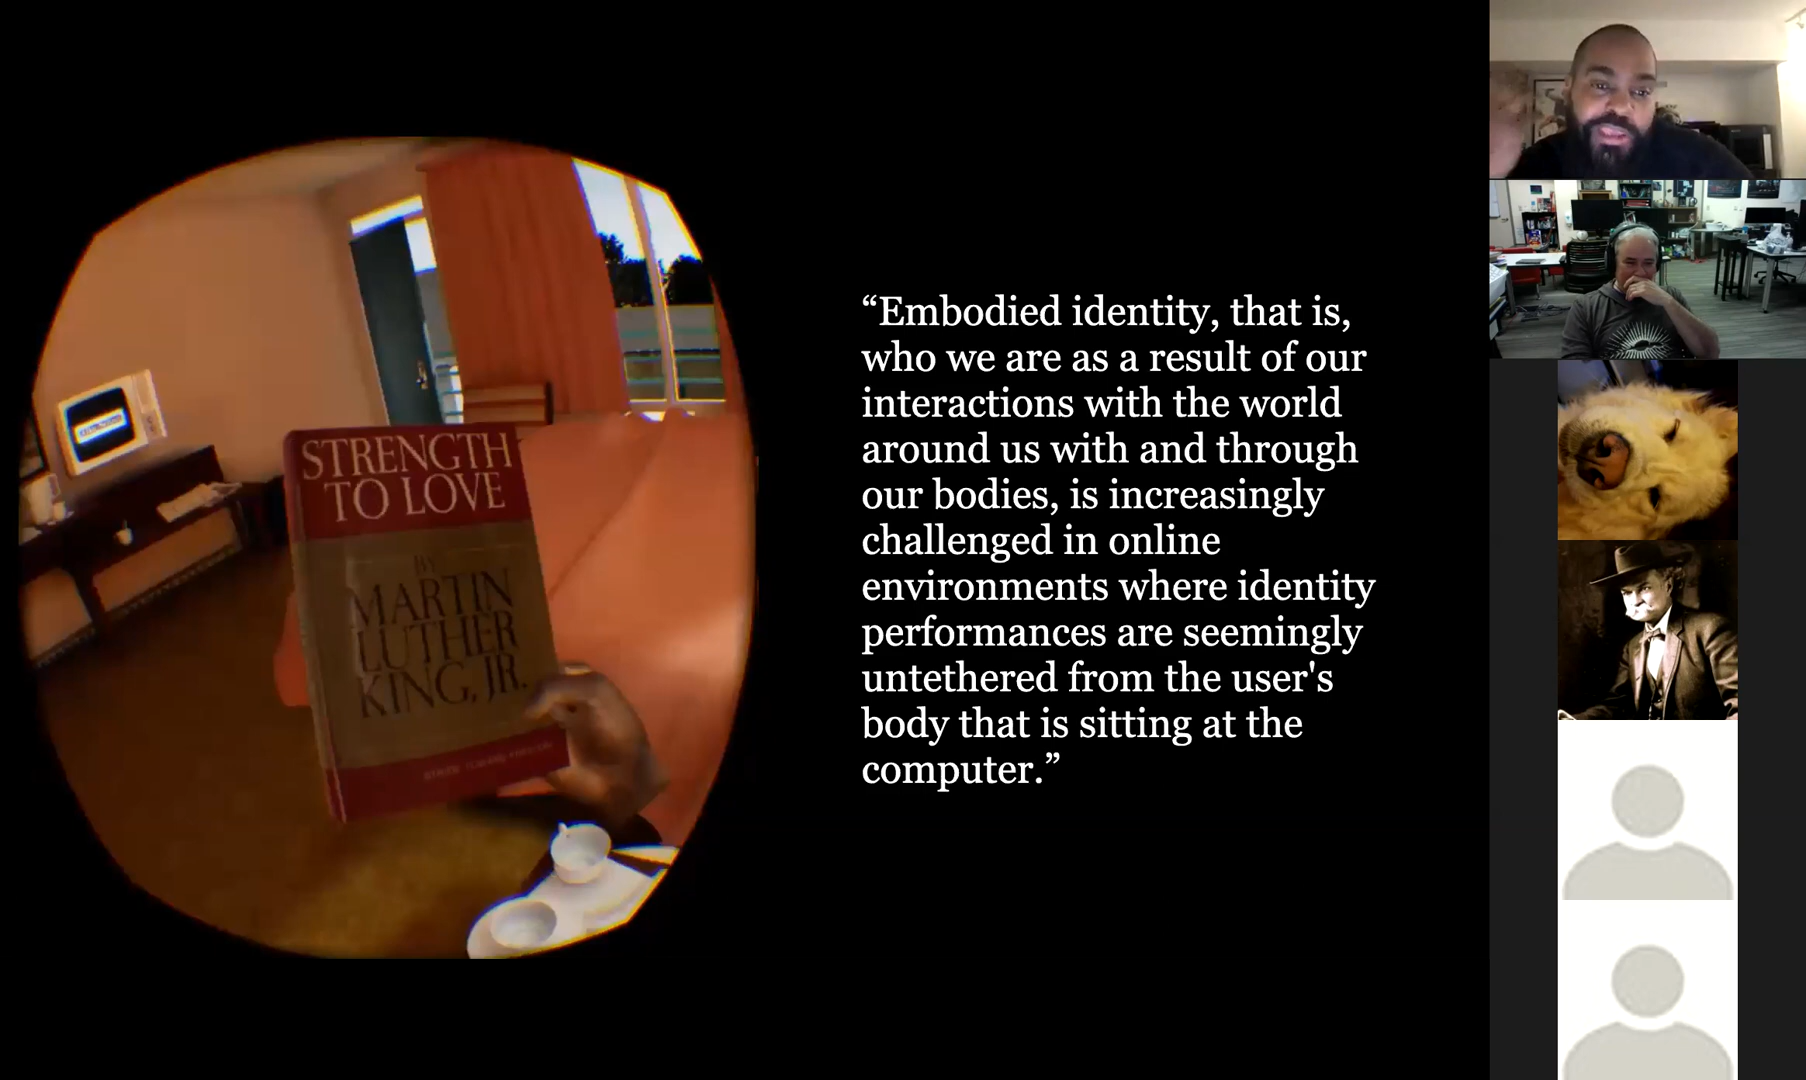 STRENGTH
TO LOVE
BY
MARTIN
LUTHER
KING, JR.
“Embodied identity, that is,
who we are as a result of our
interactions with the world
around us with and through
our bodies, is increasingly
challenged in online
environments where identity
performances are seemingly
untethered from the user's
body that is sitting at the
computer.”